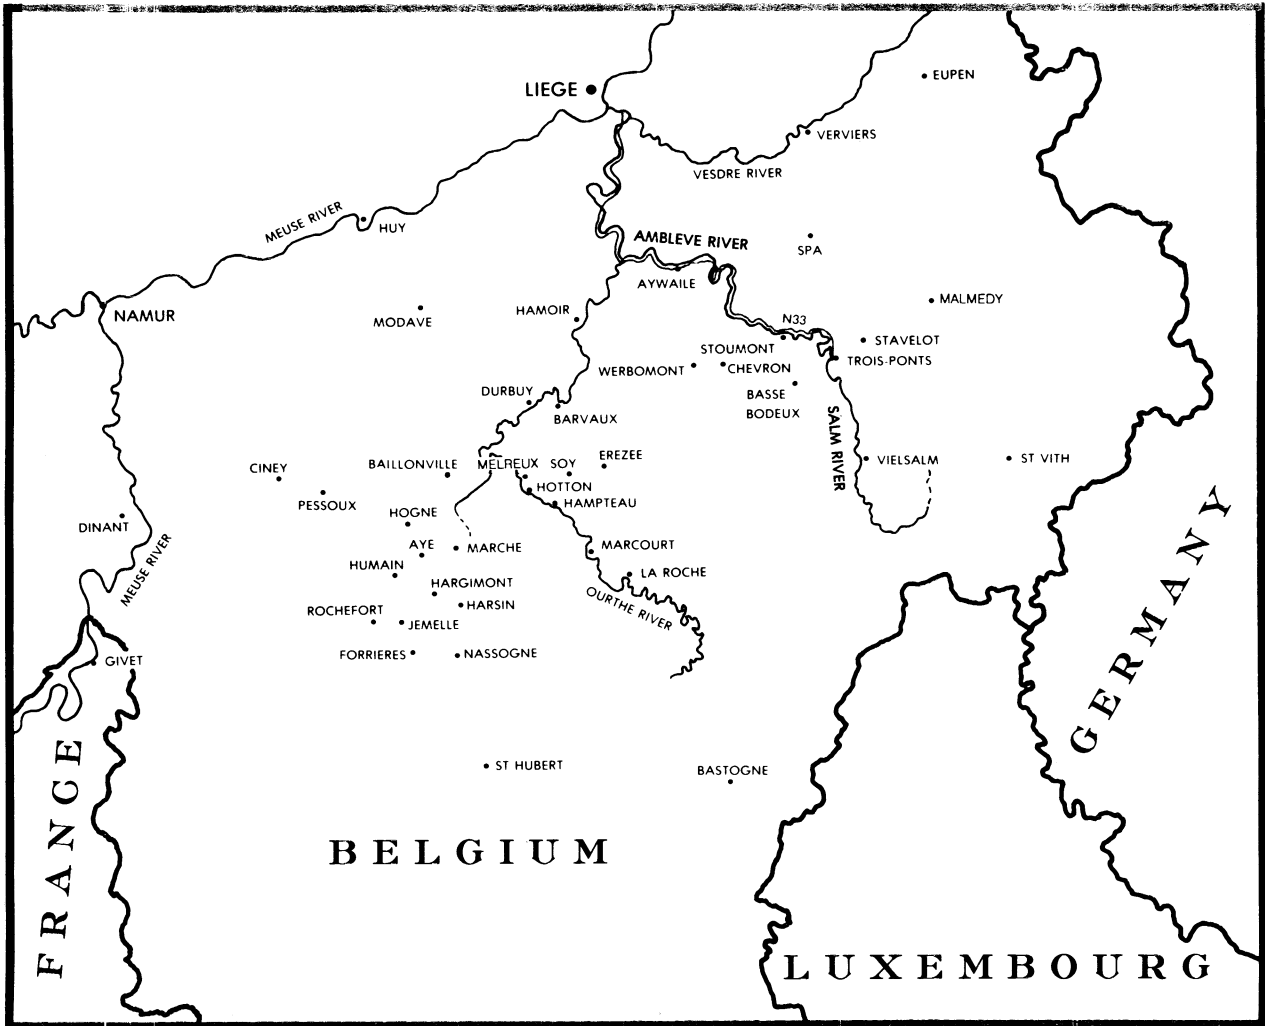 EUPEN
LIEGE
VERVIERS
VESDRE RIVER
MEUSE RIVER
HUY
AMBLEVE RIVER
SPA
AYWAILE
MALMEDY
NAMUR
MODAVE
HAMOIR
N33
STOUMONT
STAVELOT
TROIS-PONTS
WERBOMONT
CHEVRON
BASSE
BODEUX
DURBUY
BARVAUX
SALM RIVER
CINEY
BAILLONVILLE
MELREUX
SOY
EREZEE
VIELSALM
ST VITH
PESSOUX
HOTTON
HAMPTEAU
HOGNE
DINANT
AYE
MARCHE
MARCOURT
MEUSE RIVER
HUMAIN
HARGIMONT
LA ROCHE
OURTHE RIVER
ROCHEFORT
HARSIN
JEMELLE
FORRIERES
NASSOGNE
GIVET
GERMANY
ST HUBERT
BASTOGNE
FRANCE
BELGIUM
LUXEMBOURG